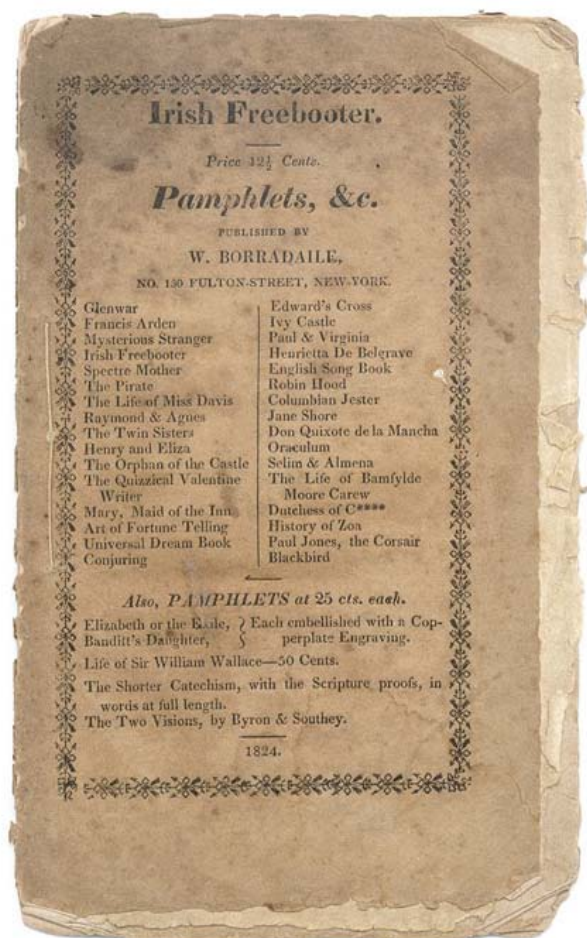 Irish Freebooter.
Price 12½ Cents.
Pamphlets, &c.
PUBLISHED BY
W. BORRADAILE,
NO. 130 FULTON-STREET, NEW-YORK.
Glenwar
Francis Arden
Mysterious Stranger
Irish Freebooter
Spectre Mother
The Pirate
The Life of Miss Davis
Raymond & Agnes
The Twin Sisters
Henry and Eliza
The Orphan of the Castle
The Quizzical Valentine
Writer
Mary, Maid of the Inn
Art of Fortune Telling
Universal Dream Book
Conjuring
Edward's Cross
Ivy Castle
Paul & Virginia
Henrietta De Belgrave
English Song Book
Robin Hood
Columbian Jester
Jane Shore
Don Quixote de la Mancha
Oraculum
Selim & Almena
The Life of Bamfylde
Moore Carew
Dutchess of C****
History of Zoa
Paul Jones, the Corsair
Blackbird
Also, PAMPHLETS at 25 cts. each.
Elizabeth or the Exile, } Each embellished with a Cop-
Banditt's Daughter, } perplate Engraving.
Life of Sir William Wallace—50 Cents.
The Shorter Catechism, with the Scripture proofs, in
words at full length.
The Two Visions, by Byron & Southey.
1824.